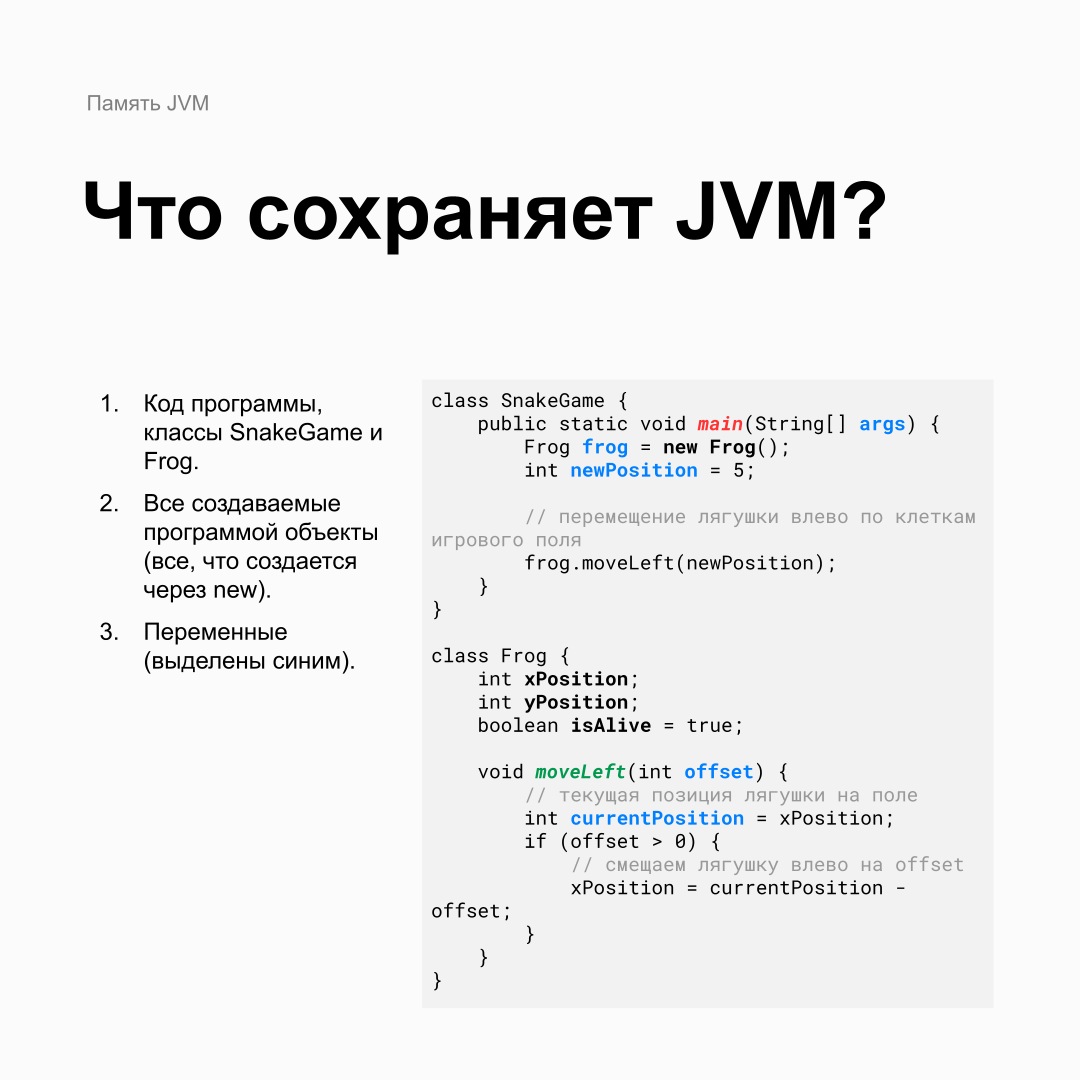 Память JVM
Что сохраняет JVM?
1. Код программы,
классы SnakeGame и
Frog.
2. Все создаваемые
программой объекты
(все, что создается
через new).
3. Переменные
(выделены синим).
class SnakeGame {
    public static void main(String[] args) {
        Frog frog = new Frog();
        int newPosition = 5;

        // перемещение лягушки влево по клеткам
игрового поля
        frog.moveLeft(newPosition);
    }
}

class Frog {
    int xPosition;
    int yPosition;
    boolean isAlive = true;

    void moveLeft(int offset) {
        // текущая позиция лягушки на поле
        int currentPosition = xPosition;
        if (offset > 0) {
            // смещаем лягушку влево на offset
            xPosition = currentPosition -
offset;
        }
    }
}